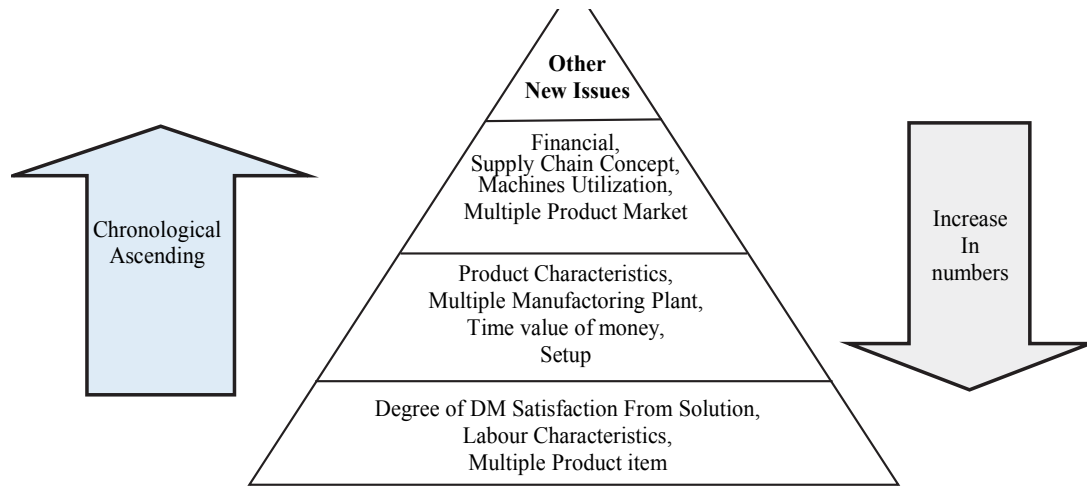 Other
New Issues
Financial,
Supply Chain Concept,
Machines Utilization,
Multiple Product Market
Chronological
Ascending
Increase
In
numbers
Product Characteristics,
Multiple Manufactoring Plant,
Time value of money,
Setup
Degree of DM Satisfaction From Solution,
Labour Characteristics,
Multiple Product item